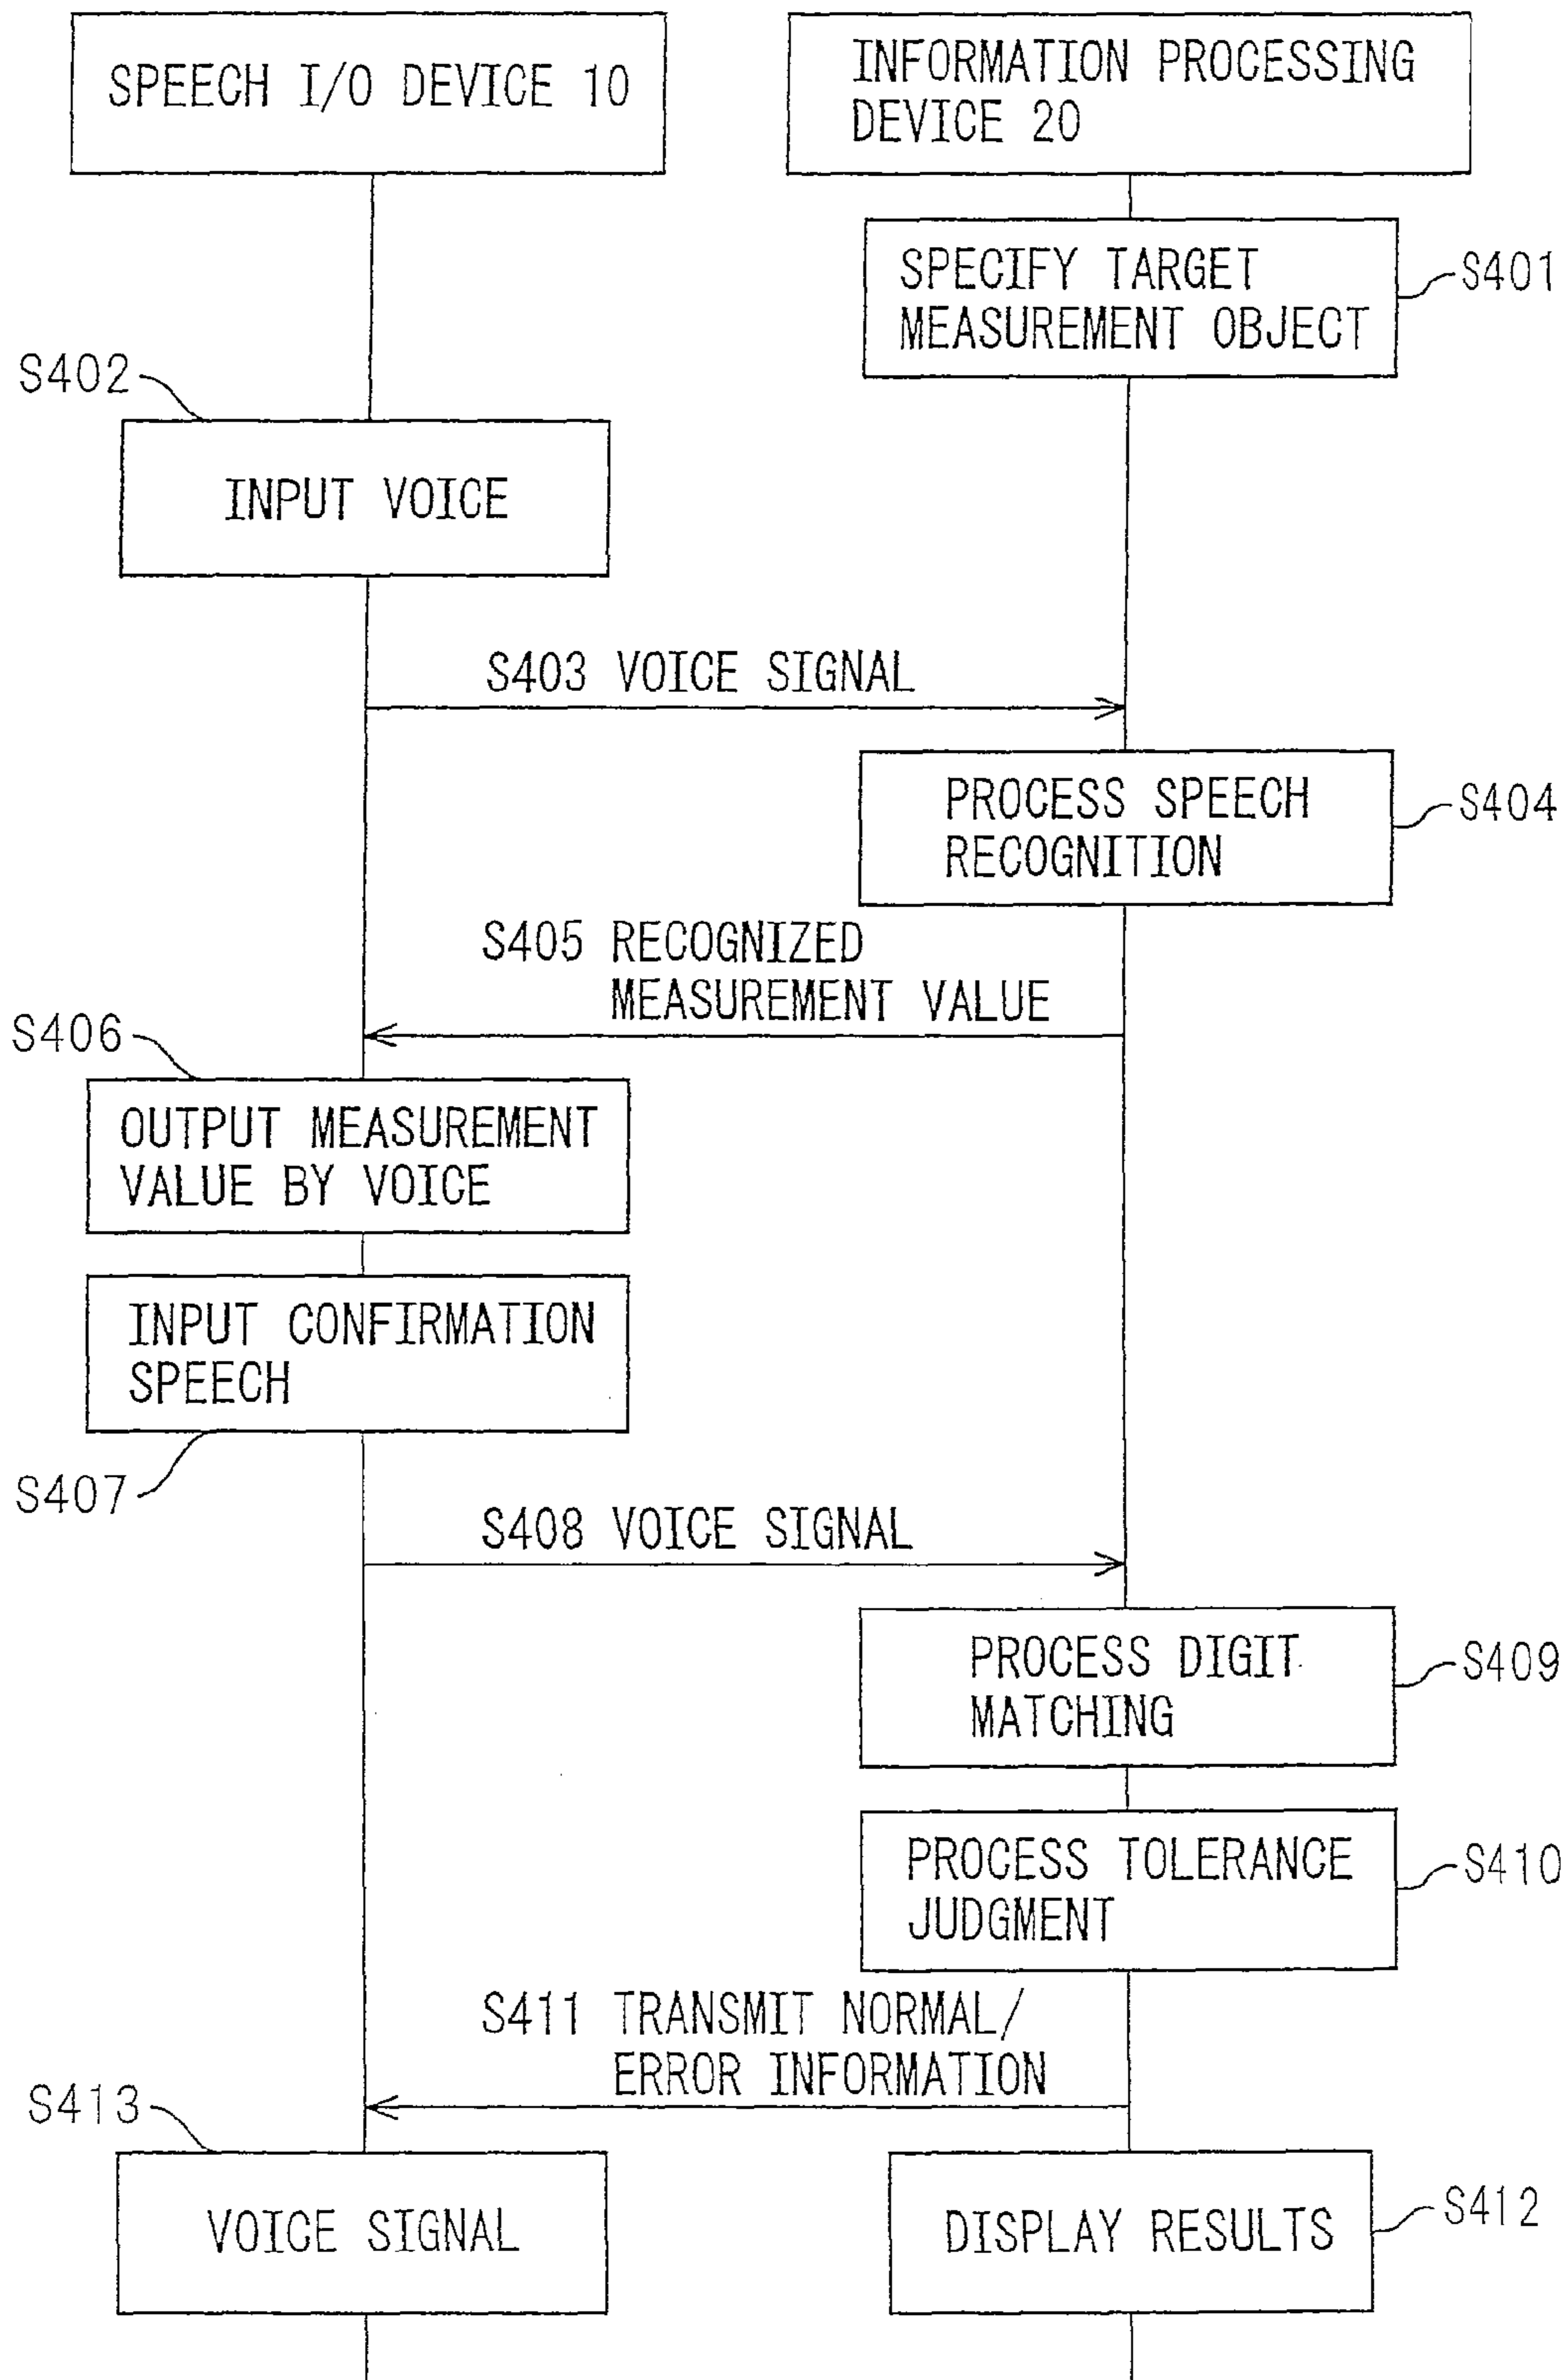 SPEECH I/O DEVICE 10
INFORMATION PROCESSING
DEVICE 20
SPECIFY TARGET
MEASUREMENT OBJECT
S401
S402
INPUT VOICE
S403 VOICE SIGNAL
PROCESS SPEECH
RECOGNITION
S404
S405 RECOGNIZED
MEASUREMENT VALUE
S406
OUTPUT MEASUREMENT
VALUE BY VOICE
INPUT CONFIRMATION
SPEECH
S407
S408 VOICE SIGNAL
PROCESS DIGIT
MATCHING
S409
PROCESS TOLERANCE
JUDGMENT
S410
S411 TRANSMIT NORMAL/
ERROR INFORMATION
S413
VOICE SIGNAL
DISPLAY RESULTS
S412